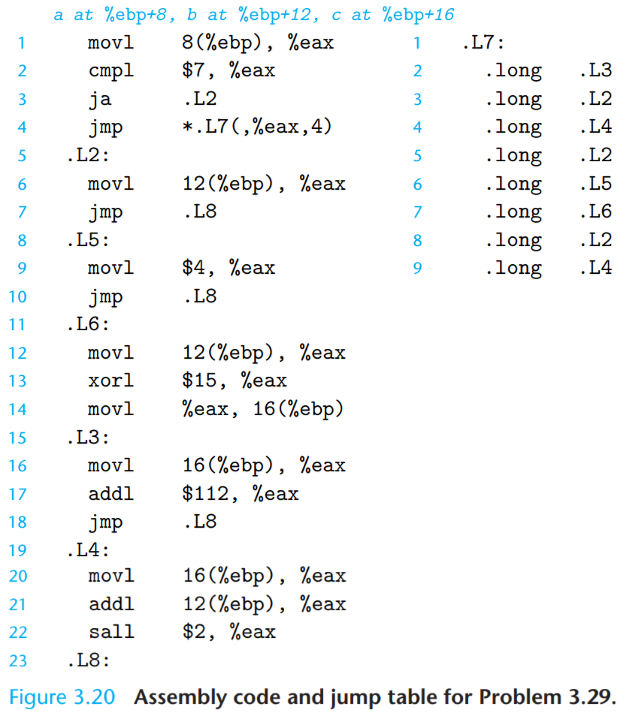 a at %ebp+8, b at %ebp+12, c at %ebp+16
1 movl 8(%ebp), %eax
2 cmpl $7, %eax
3 ja .L2
4 jmp *.L7(,%eax,4)
5 .L2:
6 movl 12(%ebp), %eax
7 jmp .L8
8 .L5:
9 movl $4, %eax
10 jmp .L8
11 .L6:
12 movl 12(%ebp), %eax
13 xorl $15, %eax
14 movl %eax, 16(%ebp)
15 .L3:
16 movl 16(%ebp), %eax
17 addl $112, %eax
18 jmp .L8
19 .L4:
20 movl 16(%ebp), %eax
21 addl 12(%ebp), %eax
22 sall $2, %eax
23 .L8:
1 .L7:
2 .long .L3
3 .long .L2
4 .long .L4
5 .long .L2
6 .long .L5
7 .long .L6
8 .long .L2
9 .long .L4
Figure 3.20 Assembly code and jump table for Problem 3.29.